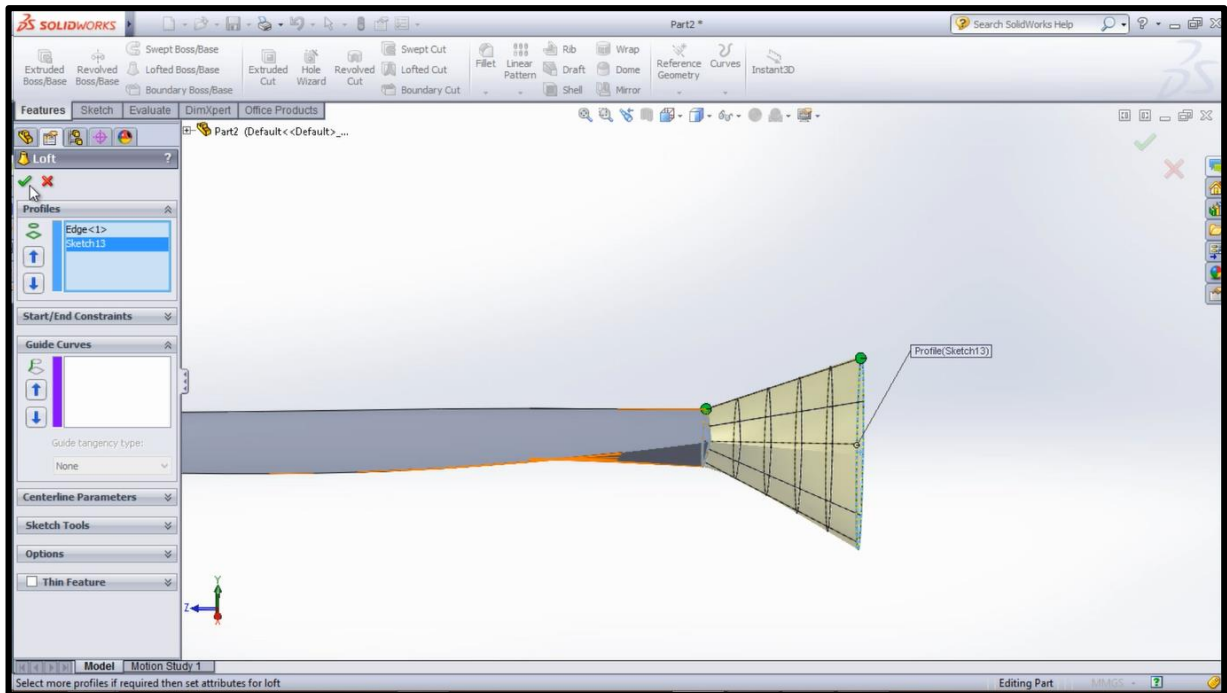 SOLIDWORKS
Part2 *
Search SolidWorks Help
?
Extruded Boss/Base
Revolved Boss/Base
Swept Boss/Base
Lofted Boss/Base
Boundary Boss/Base
Extruded Cut
Hole Wizard
Revolved Cut
Swept Cut
Lofted Cut
Boundary Cut
Fillet
Linear Pattern
Rib
Draft
Shell
Wrap
Dome
Mirror
Reference Geometry
Curves
Instant3D
Features
Sketch
Evaluate
DimXpert
Office Products
Part2 (Default<<Default>_...
Loft
?
Profiles
Edge<1>
Sketch13
Start/End Constraints
Guide Curves
Guide tangency type:
None
Centerline Parameters
Sketch Tools
Options
Thin Feature
Profile(Sketch13)
Y
Z
X
Model
Motion Study 1
Select more profiles if required then set attributes for loft
Editing Part
MMGS
?